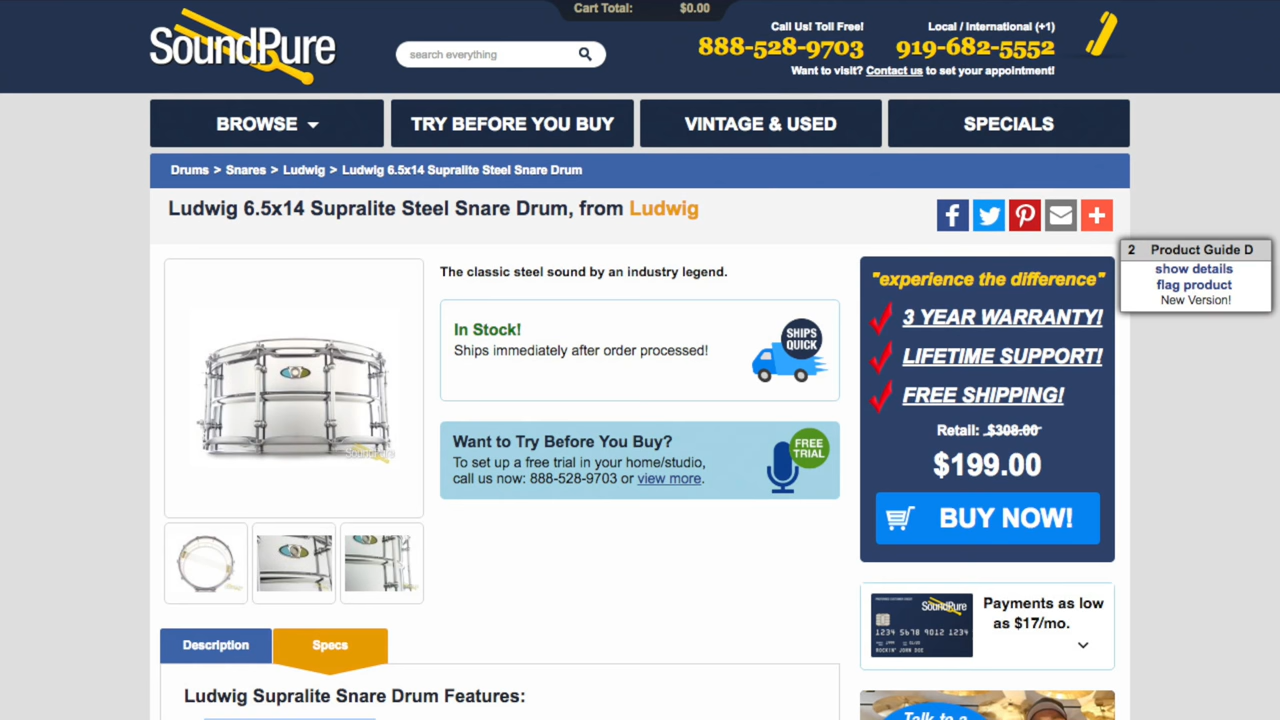 Cart Total: $0.00
SoundPure
search everything
Call Us! Toll Free!
888-528-9703
Local / International (+1)
919-682-5552
Want to visit? Contact us to set your appointment!
BROWSE
TRY BEFORE YOU BUY
VINTAGE & USED
SPECIALS
Drums > Snares > Ludwig > Ludwig 6.5x14 Supralite Steel Snare Drum
Ludwig 6.5x14 Supralite Steel Snare Drum, from Ludwig
2 Product Guide D
show details
flag product
New Version!
The classic steel sound by an industry legend.
In Stock!
Ships immediately after order processed!
SHIPS
QUICK
Want to Try Before You Buy?
To set up a free trial in your home/studio,
call us now: 888-528-9703 or view more.
FREE
TRIAL
"experience the difference"
3 YEAR WARRANTY!
LIFETIME SUPPORT!
FREE SHIPPING!
Retail: $308.00
$199.00
BUY NOW!
SoundPure
SoundPure
1234 5678 9012 1234
ROCKIN' JOHN DOE
Payments as low
as $17/mo.
Description
Specs
Ludwig Supralite Snare Drum Features:
Talk to a